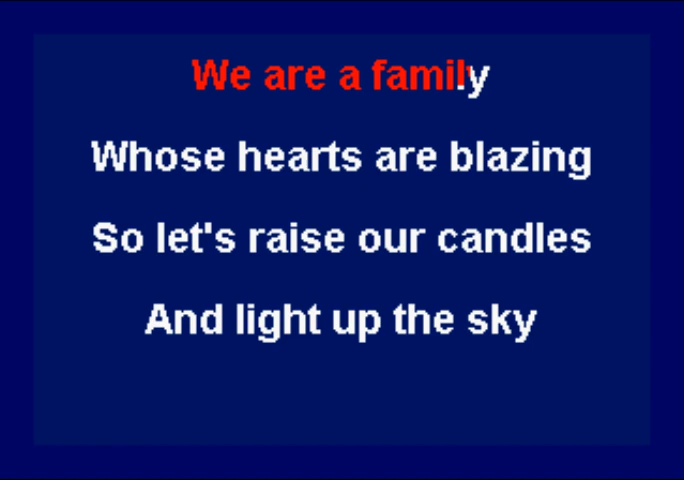 We are a family
Whose hearts are blazing
So let's raise our candles
And light up the sky